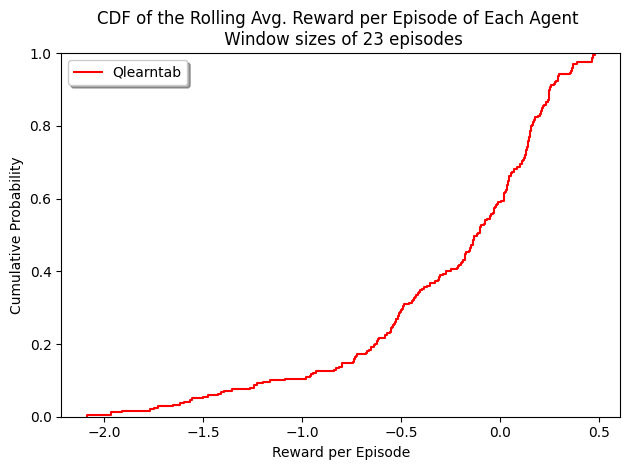 CDF of the Rolling Avg. Reward per Episode of Each Agent
Window sizes of 23 episodes
Qlearntab
1.0
0.8
0.6
0.4
0.2
0.0
Cumulative Probability
−2.0 −1.5 −1.0 −0.5 0.0 0.5
Reward per Episode